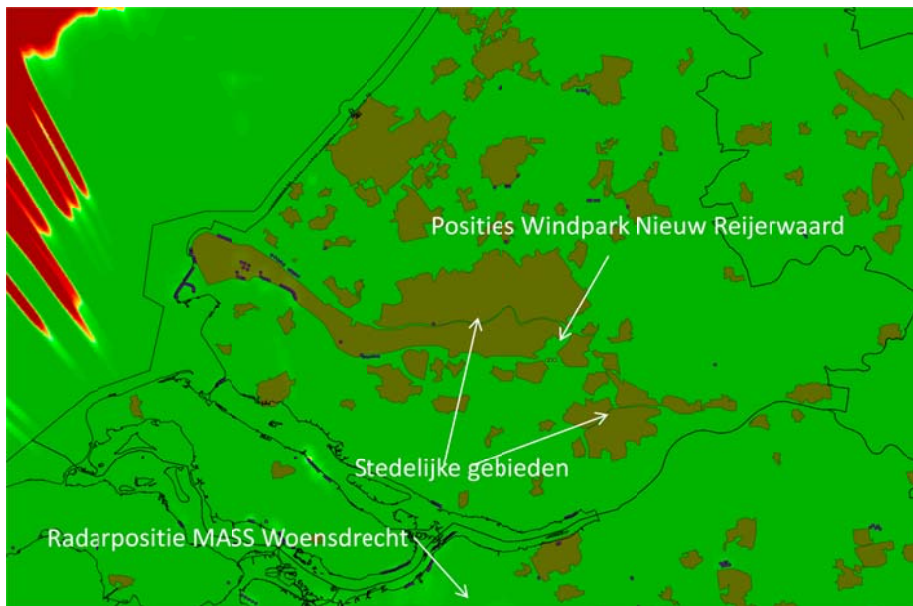 Posities Windpark Nieuw Reijerwaard
Stedelijke gebieden
Radarpositie MASS Woensdrecht